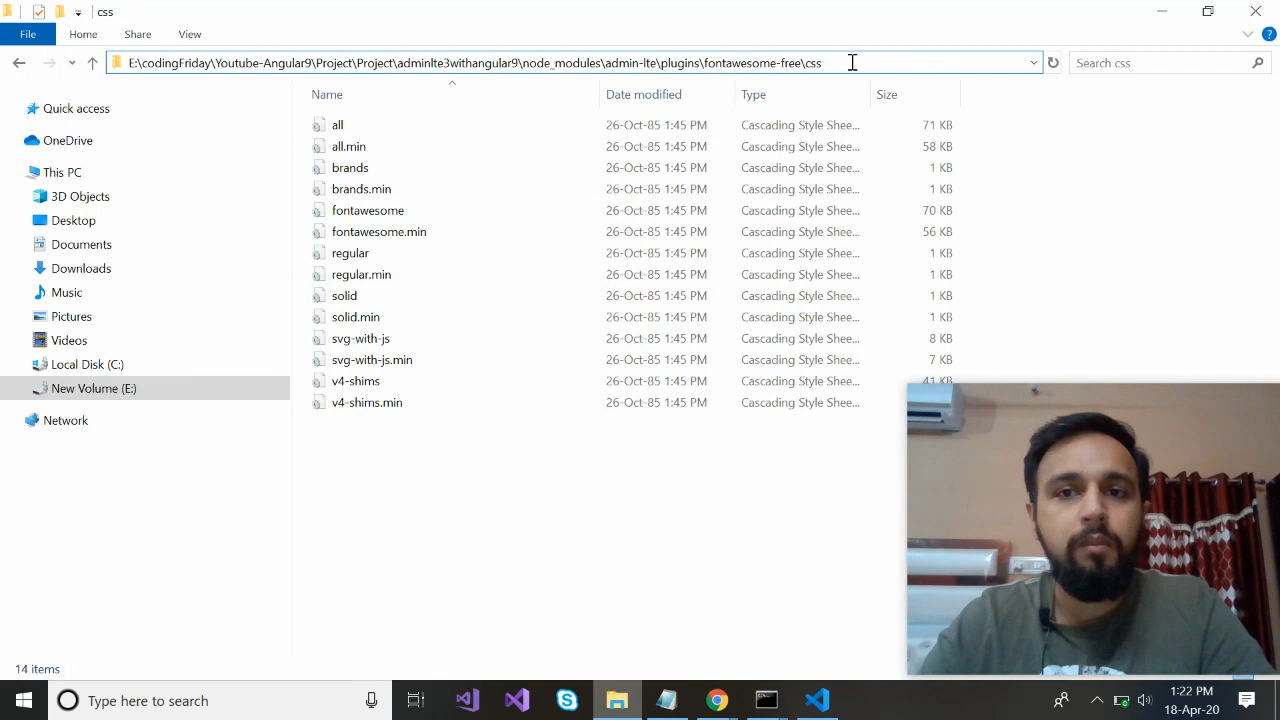 css
File Home Share View
E:\codingFriday\Youtube-Angular9\Project\Project\adminlte3withangular9\node_modules\admin-lte\plugins\fontawesome-free\css
Search css
Name Date modified Type Size
Quick access
OneDrive
This PC
3D Objects
Desktop
Documents
Downloads
Music
Pictures
Videos
Local Disk (C:)
New Volume (E:)
Network
all 26-Oct-85 1:45 PM Cascading Style Shee... 71 KB
all.min 26-Oct-85 1:45 PM Cascading Style Shee... 58 KB
brands 26-Oct-85 1:45 PM Cascading Style Shee... 1 KB
brands.min 26-Oct-85 1:45 PM Cascading Style Shee... 1 KB
fontawesome 26-Oct-85 1:45 PM Cascading Style Shee... 70 KB
fontawesome.min 26-Oct-85 1:45 PM Cascading Style Shee... 56 KB
regular 26-Oct-85 1:45 PM Cascading Style Shee... 1 KB
regular.min 26-Oct-85 1:45 PM Cascading Style Shee... 1 KB
solid 26-Oct-85 1:45 PM Cascading Style Shee... 1 KB
solid.min 26-Oct-85 1:45 PM Cascading Style Shee... 1 KB
svg-with-js 26-Oct-85 1:45 PM Cascading Style Shee... 8 KB
svg-with-js.min 26-Oct-85 1:45 PM Cascading Style Shee... 7 KB
v4-shims 26-Oct-85 1:45 PM Cascading Style Shee... 41 KB
v4-shims.min 26-Oct-85 1:45 PM Cascading Style Shee...
14 items
Type here to search
1:22 PM
18-Apr-20